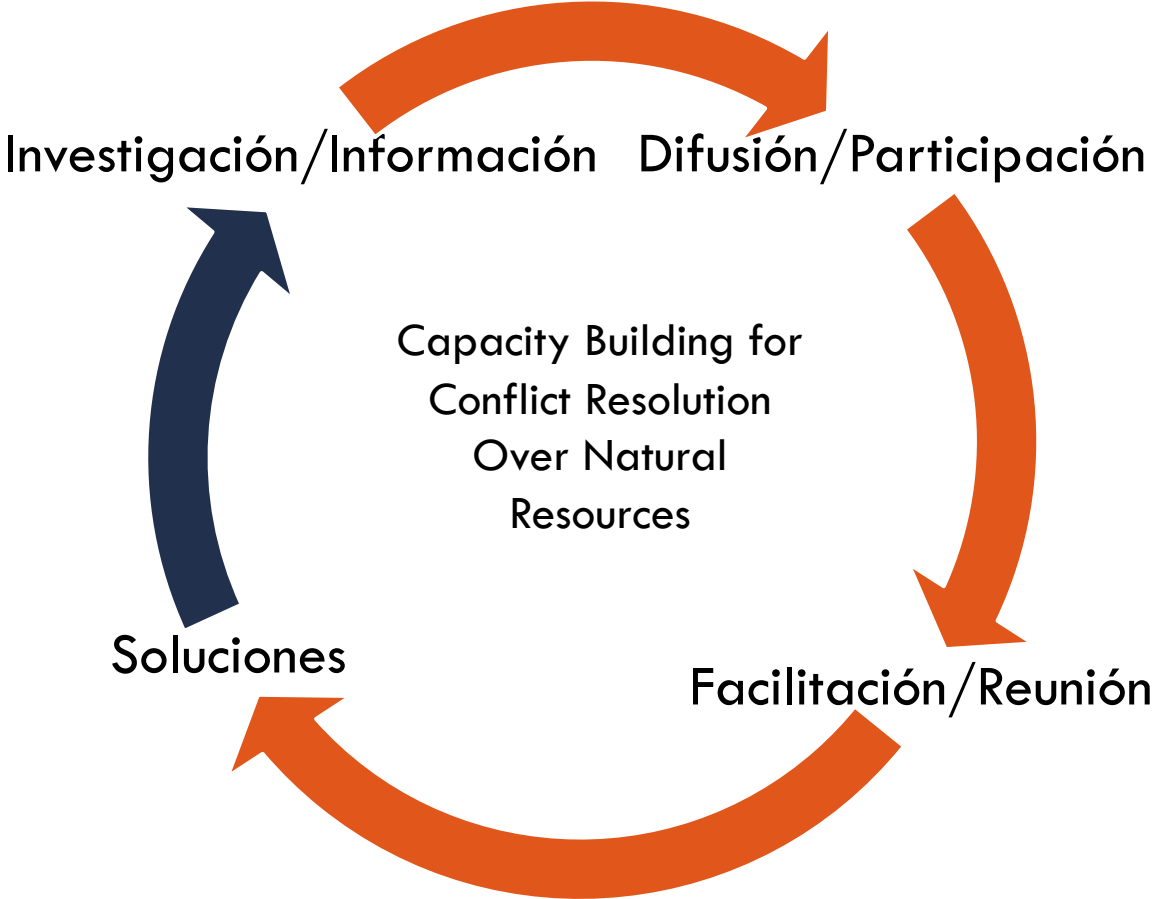 Investigación/Información
Difusión/Participación
Capacity Building for
Conflict Resolution
Over Natural
Resources
Soluciones
Facilitación/Reunión